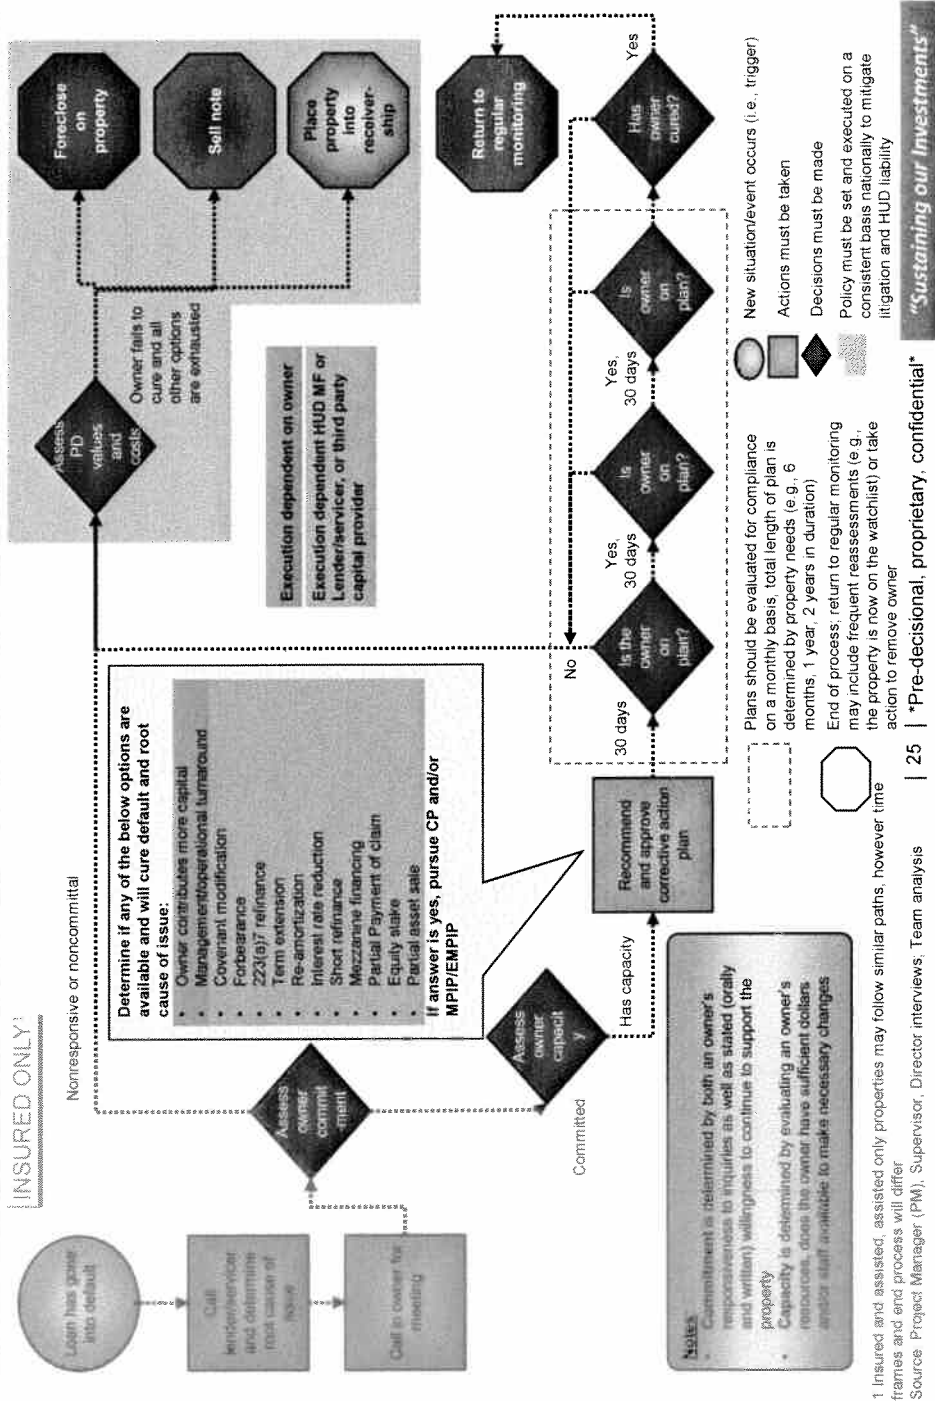 INSURED ONLY¹
Loan has gone
into default
Call
lender/servicer
and determine
root cause of
issue
Call in owner for
meeting
Nonresponsive or noncommittal
Assess
owner
commit
-ment
Committed
Assess
owner
capacit
y
Has capacity
Determine if any of the below options are
available and will cure default and root
cause of issue:
• Owner contributes more capital
• Management/operational turnaround
• Covenant modification
• Forbearance
• 223(a)7 refinance
• Term extension
• Re-amortization
• Interest rate reduction
• Short refinance
• Mezzanine financing
• Partial Payment of claim
• Equity stake
• Partial asset sale
If answer is yes, pursue CP and/or
MPIP/EMPIP
Recommend
and approve
corrective action
plan
30 days
Is the
owner
on
plan?
No
Yes,
30 days
Is
owner
on
plan?
Yes,
30 days
Is
owner
on
plan?
Has
owner
cured?
Yes
Return to
regular
monitoring
Assess
PD
values
and
costs
Owner fails to
cure and all
other options
are exhausted
Foreclose
on
property
Sell note
Place
property
into
receiver-
ship
Execution dependent on owner
Execution dependent HUD MF or
Lender/servicer, or third party
capital provider
Notes
• Commitment is determined by both an owner's
responsiveness to inquiries as well as stated (orally
and written) willingness to continue to support the
property
• Capacity is determined by evaluating an owner's
resources, does the owner have sufficient dollars
and/or staff available to make necessary changes
Plans should be evaluated for compliance
on a monthly basis, total length of plan is
determined by property needs (e.g., 6
months, 1 year, 2 years in duration)
End of process; return to regular monitoring
may include frequent reassessments (e.g.,
the property is now on the watchlist) or take
action to remove owner
New situation/event occurs (i.e., trigger)
Actions must be taken
Decisions must be made
Policy must be set and executed on a
consistent basis nationally to mitigate
litigation and HUD liability
1 Insured and assisted, assisted only properties may follow similar paths, however time
frames and end process will differ
Source Project Manager (PM), Supervisor, Director interviews; Team analysis
| 25 | *Pre-decisional, proprietary, confidential*
"Sustaining our Investments"